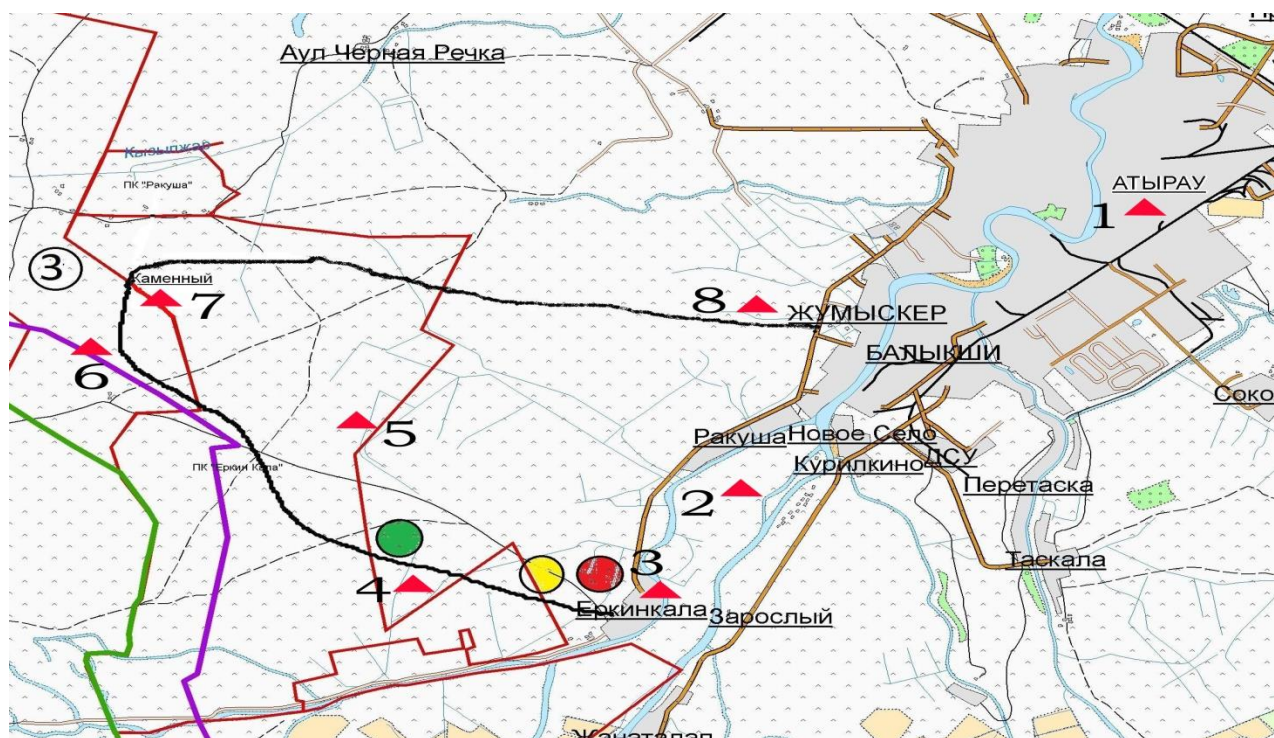 Аул Черная Речка
Кызылжар
ПК "Ракуша"
АТЫРАУ
1
3
Каменный
7
8
ЖУМЫСКЕР
6
БАЛЫКШИ
Соко
5
Ракуша
Новое Село
ПК "Еркин Кала"
Курилкино
ДСУ
Перетаска
2
Таскала
3
4
Еркинкала
Зарослый
Жанаталап